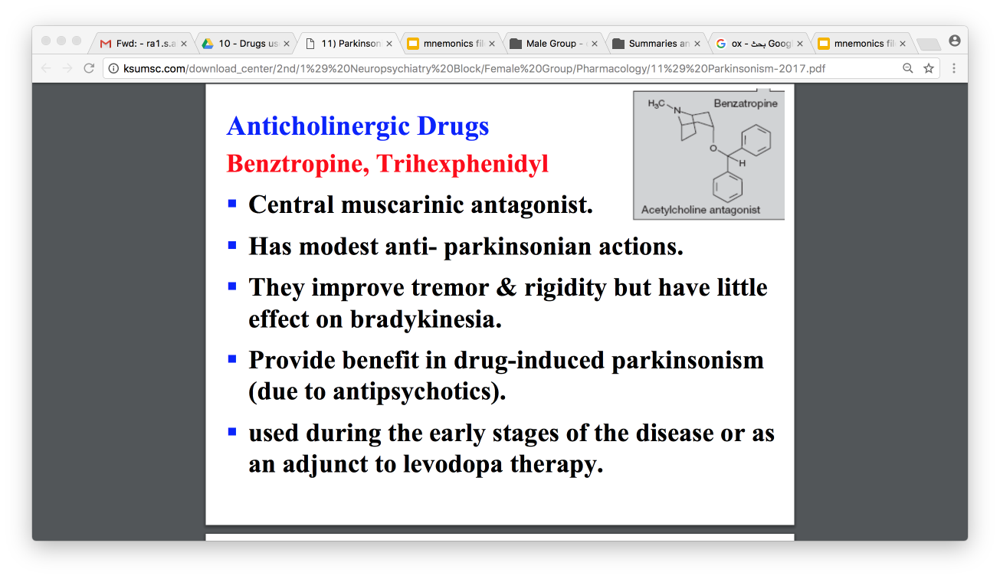 Fwd: - ra1.s.a
10 - Drugs us
11) Parkinson
mnemonics fil
Male Group -
Summaries an
ox - بحث Googl
mnemonics fil
ksumsc.com/download_center/2nd/1%29%20Neuropsychiatry%20Block/Female%20Group/Pharmacology/11%29%20Parkinsonism-2017.pdf
Anticholinergic Drugs
Benztropine, Trihexphenidyl
H₃C
N
Benzatropine
O
H
Acetylcholine antagonist
Central muscarinic antagonist.
Has modest anti- parkinsonian actions.
They improve tremor & rigidity but have little
effect on bradykinesia.
Provide benefit in drug-induced parkinsonism
(due to antipsychotics).
used during the early stages of the disease or as
an adjunct to levodopa therapy.